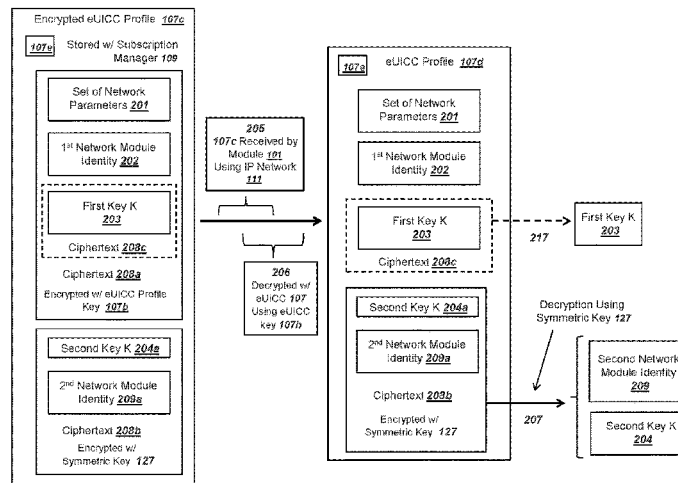 Encrypted eUICC Profile 107c
107e
Stored w/ Subscription
Manager 109
Set of Network
Parameters 201
1st Network Module
Identity 202
First Key K
203
Ciphertext 208c
Ciphertext 208a
Encrypted w/ eUICC Profile
Key 107b
Second Key K 204a
2nd Network Module
Identity 209a
Ciphertext 208b
Encrypted w/
Symmetric Key 127
205
107c Received by
Module 101
Using IP Network
111
206
Decrypted w/
eUICC 107
Using eUICC
key 107b
107a
eUICC Profile 107d
Set of Network
Parameters 201
1st Network Module
Identity 202
First Key K
203
Ciphertext 208c
Second Key K 204a
2nd Network Module
Identity 209a
Ciphertext 208b
Encrypted w/
Symmetric Key 127
217
First Key K
203
Decryption Using
Symmetric Key 127
207
Second Network
Module Identity
209
Second Key K
204